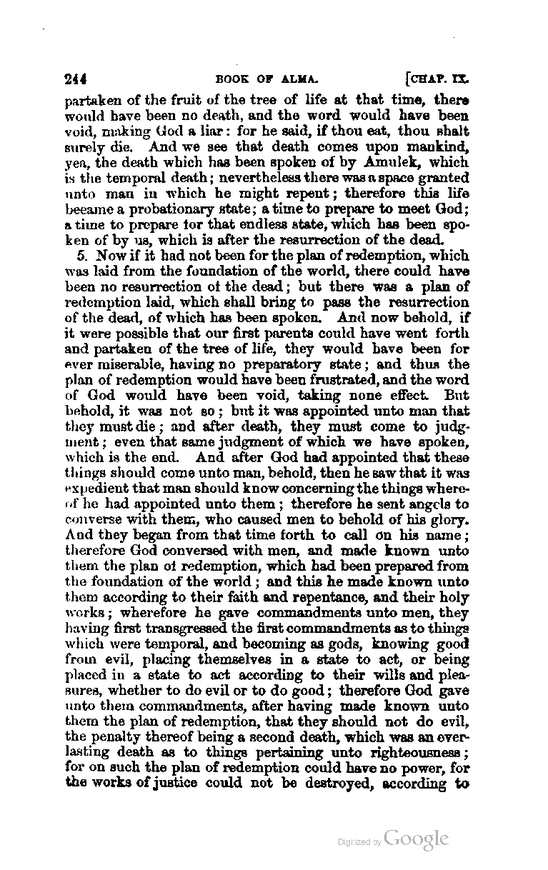 244 BOOK OF ALMA. [CHAP. IX.
partaken of the fruit of the tree of life at that time, there
would have been no death, and the word would have been
void, making God a liar: for he said, if thou eat, thou shalt
surely die. And we see that death comes upon mankind,
yea, the death which has been spoken of by Amulek, which
is the temporal death; nevertheless there was a space granted
unto man in which he might repent; therefore this life
became a probationary state; a time to prepare to meet God;
a time to prepare for that endless state, which has been spo-
ken of by us, which is after the resurrection of the dead.
5. Now if it had not been for the plan of redemption, which
was laid from the foundation of the world, there could have
been no resurrection of the dead; but there was a plan of
redemption laid, which shall bring to pass the resurrection
of the dead, of which has been spoken. And now behold, if
it were possible that our first parents could have went forth
and partaken of the tree of life, they would have been for
ever miserable, having no preparatory state; and thus the
plan of redemption would have been frustrated, and the word
of God would have been void, taking none effect. But
behold, it was not so; but it was appointed unto man that
they must die; and after death, they must come to judg-
ment; even that same judgment of which we have spoken,
which is the end. And after God had appointed that these
things should come unto man, behold, then he saw that it was
expedient that man should know concerning the things where-
of he had appointed unto them; therefore he sent angels to
converse with them, who caused men to behold of his glory.
And they began from that time forth to call on his name;
therefore God conversed with men, and made known unto
them the plan of redemption, which had been prepared from
the foundation of the world; and this he made known unto
them according to their faith and repentance, and their holy
works; wherefore he gave commandments unto men, they
having first transgressed the first commandments as to things
which were temporal, and becoming as gods, knowing good
from evil, placing themselves in a state to act, or being
placed in a state to act according to their wills and plea-
sures, whether to do evil or to do good; therefore God gave
unto them commandments, after having made known unto
them the plan of redemption, that they should not do evil,
the penalty thereof being a second death, which was an ever-
lasting death as to things pertaining unto righteousness;
for on such the plan of redemption could have no power, for
the works of justice could not be destroyed, according to
Digitized by Google